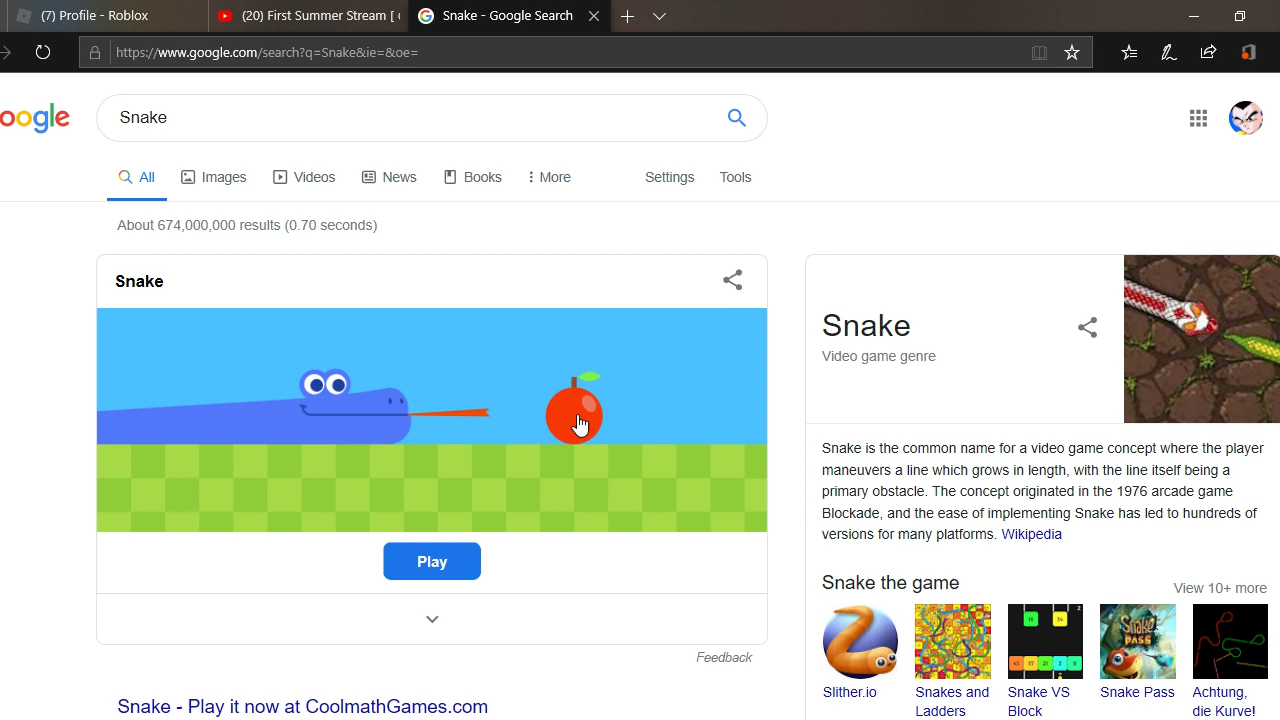 (7) Profile - Roblox
(20) First Summer Stream [
Snake - Google Search
https://www.google.com/search?q=Snake&ie=&oe=
oogle
Snake
All
Images
Videos
News
Books
More
Settings
Tools
About 674,000,000 results (0.70 seconds)
Snake
Play
Feedback
Snake - Play it now at CoolmathGames.com
Snake
Video game genre
Snake is the common name for a video game concept where the player
maneuvers a line which grows in length, with the line itself being a
primary obstacle. The concept originated in the 1976 arcade game
Blockade, and the ease of implementing Snake has led to hundreds of
versions for many platforms. Wikipedia
Snake the game
View 10+ more
Slither.io
Snakes and
Ladders
Snake VS
Block
Snake PASS
Snake Pass
Achtung,
die Kurve!